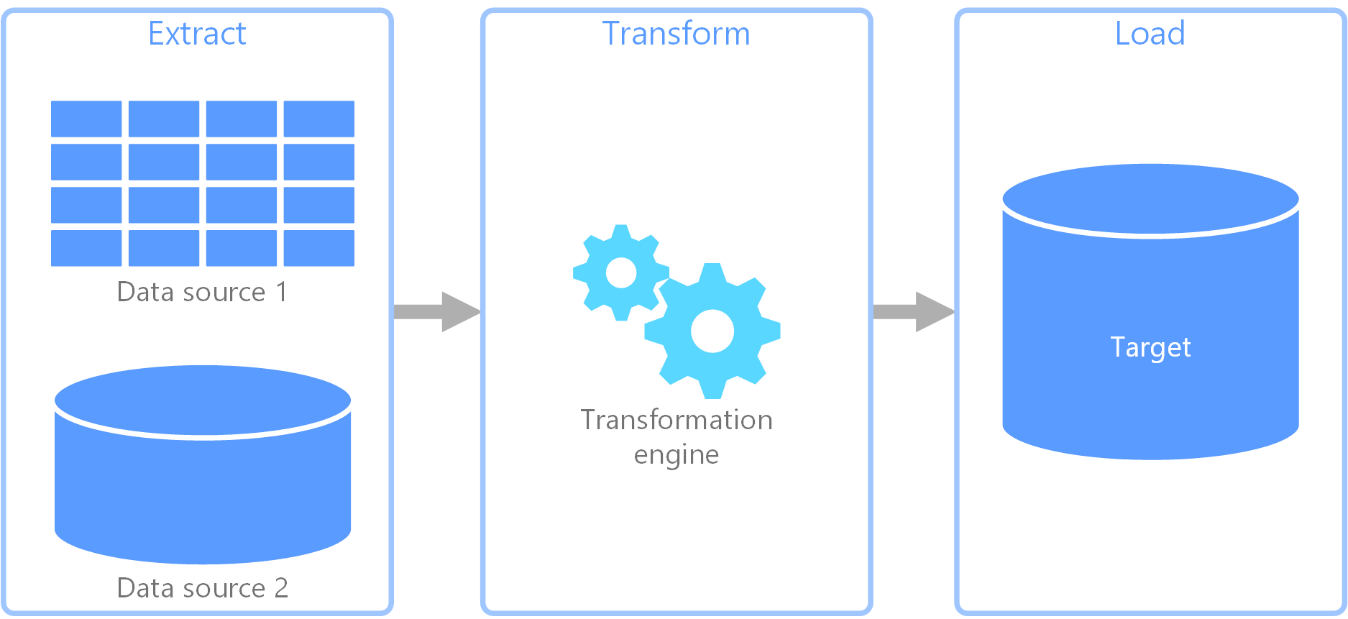 Extract
Data source 1
Data source 2
Transform
Transformation
engine
Load
Target